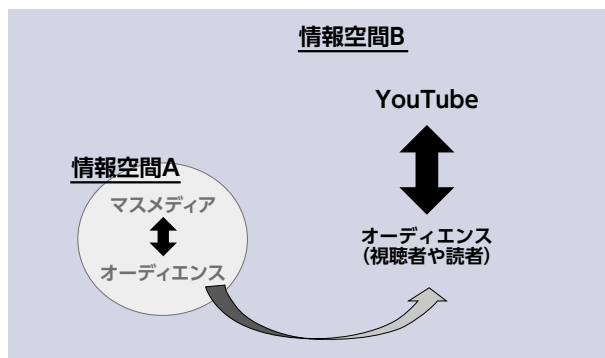 情報空間B
YouTube
情報空間A
マスメディア
オーディエンス
オーディエンス
(視聴者や読者)